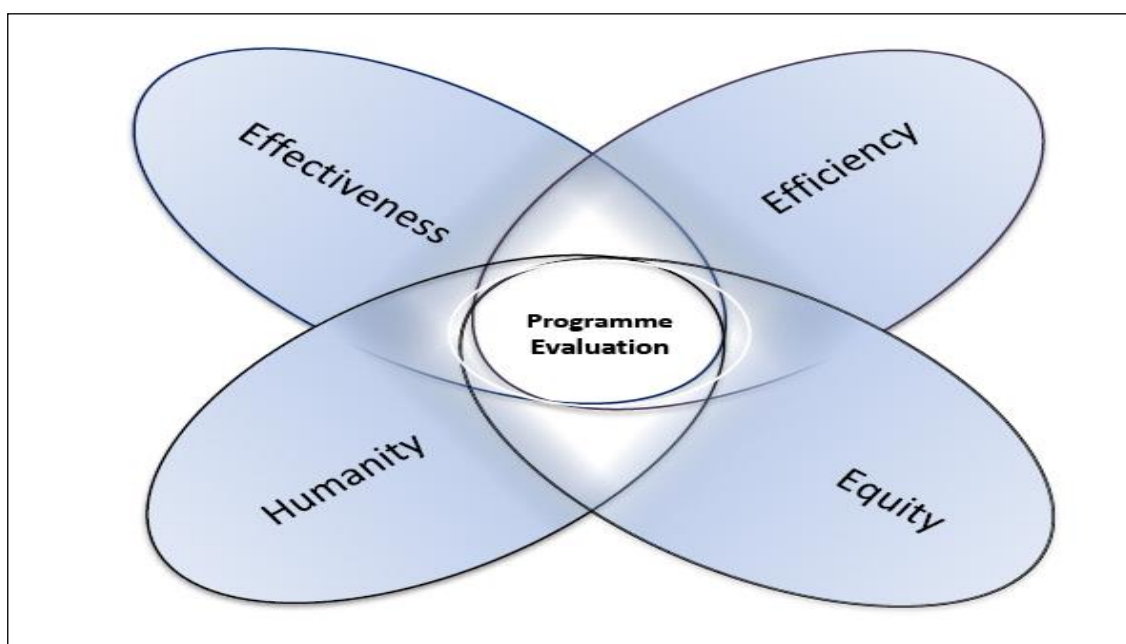 Effectiveness
Efficiency
Programme
Evaluation
Humanity
Equity